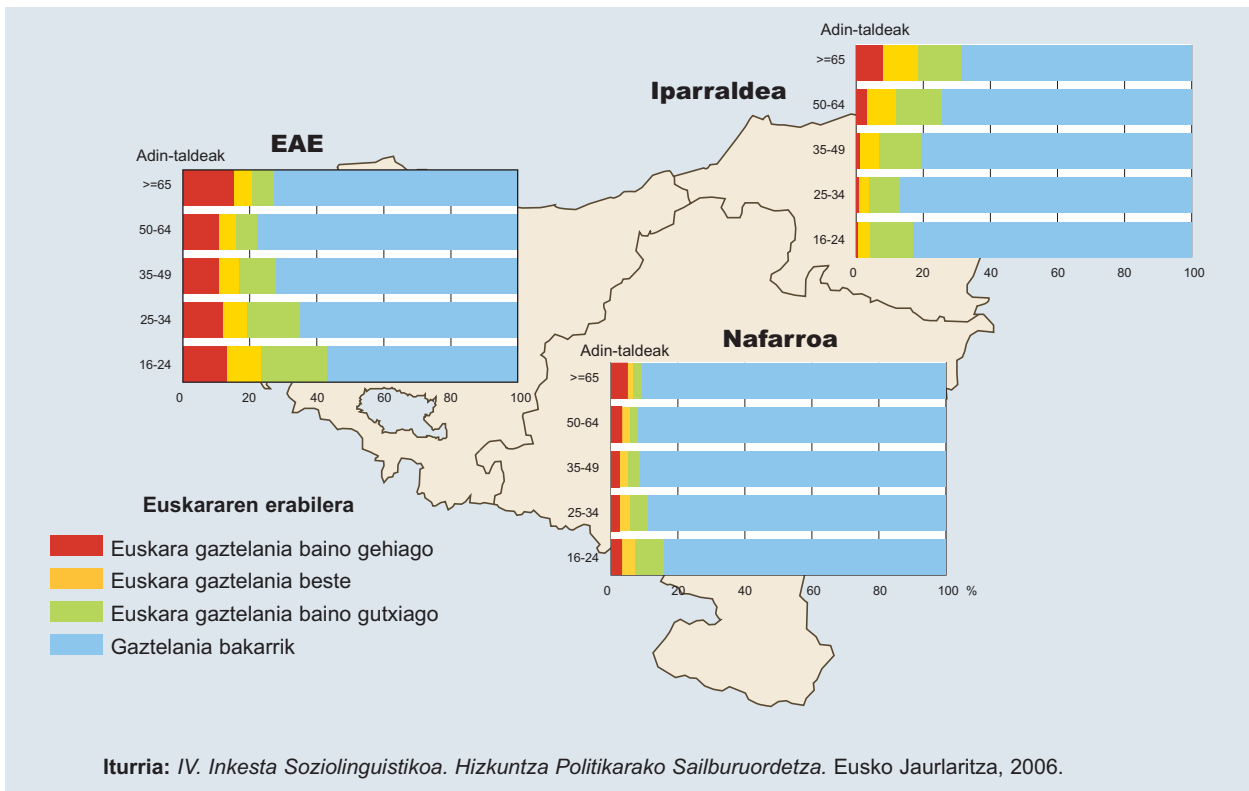 Adin-taldeak
Iparraldea
>=65
50-64
35-49
25-34
16-24
0 20 40 60 80 100
EAE
Adin-taldeak
>=65
50-64
35-49
25-34
16-24
0 20 40 60 80 100
Nafarroa
Adin-taldeak
>=65
50-64
35-49
25-34
16-24
0 20 40 60 80 100 %
Euskararen erabilera
Euskara gaztelania baino gehiago
Euskara gaztelania beste
Euskara gaztelania baino gutxiago
Gaztelania bakarrik
Iturria: IV. Inkesta Soziolinguistikoa. Hizkuntza Politikarako Sailburuordetza. Eusko Jaurlaritza, 2006.